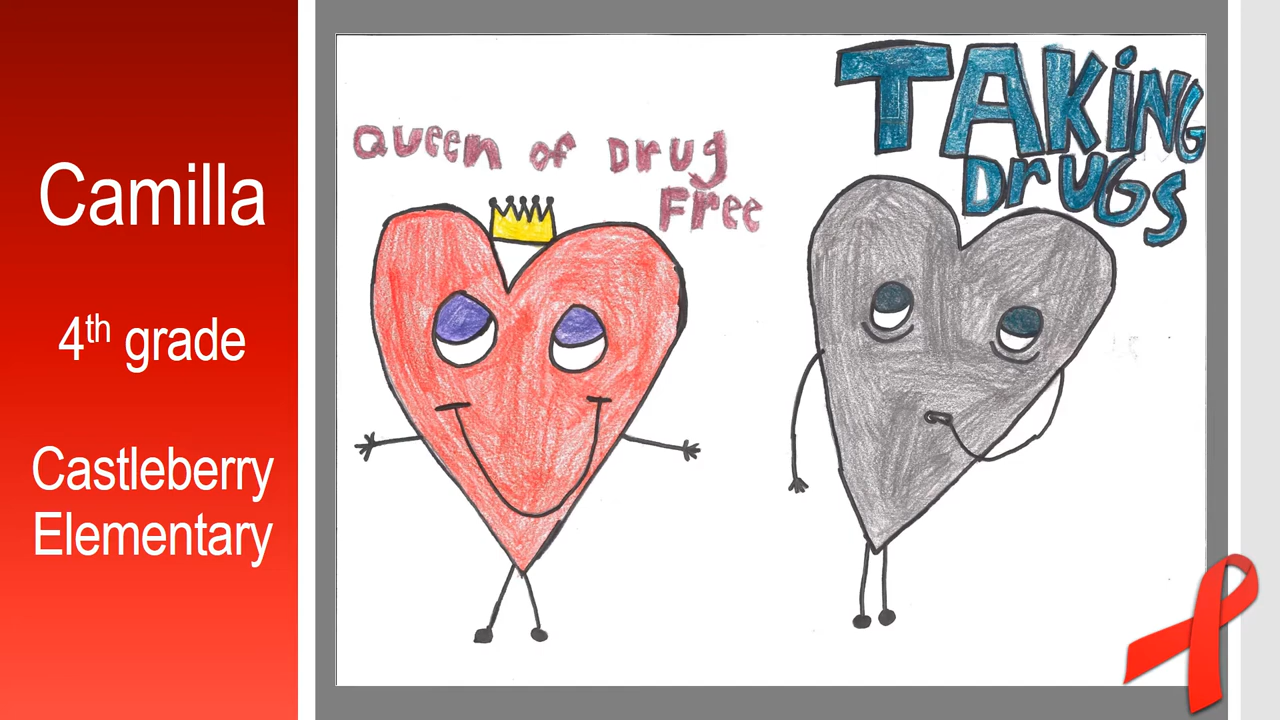 Camilla
4th grade
Castleberry
Elementary
Queen of Drug
Free
TAKiNG
DrUGS